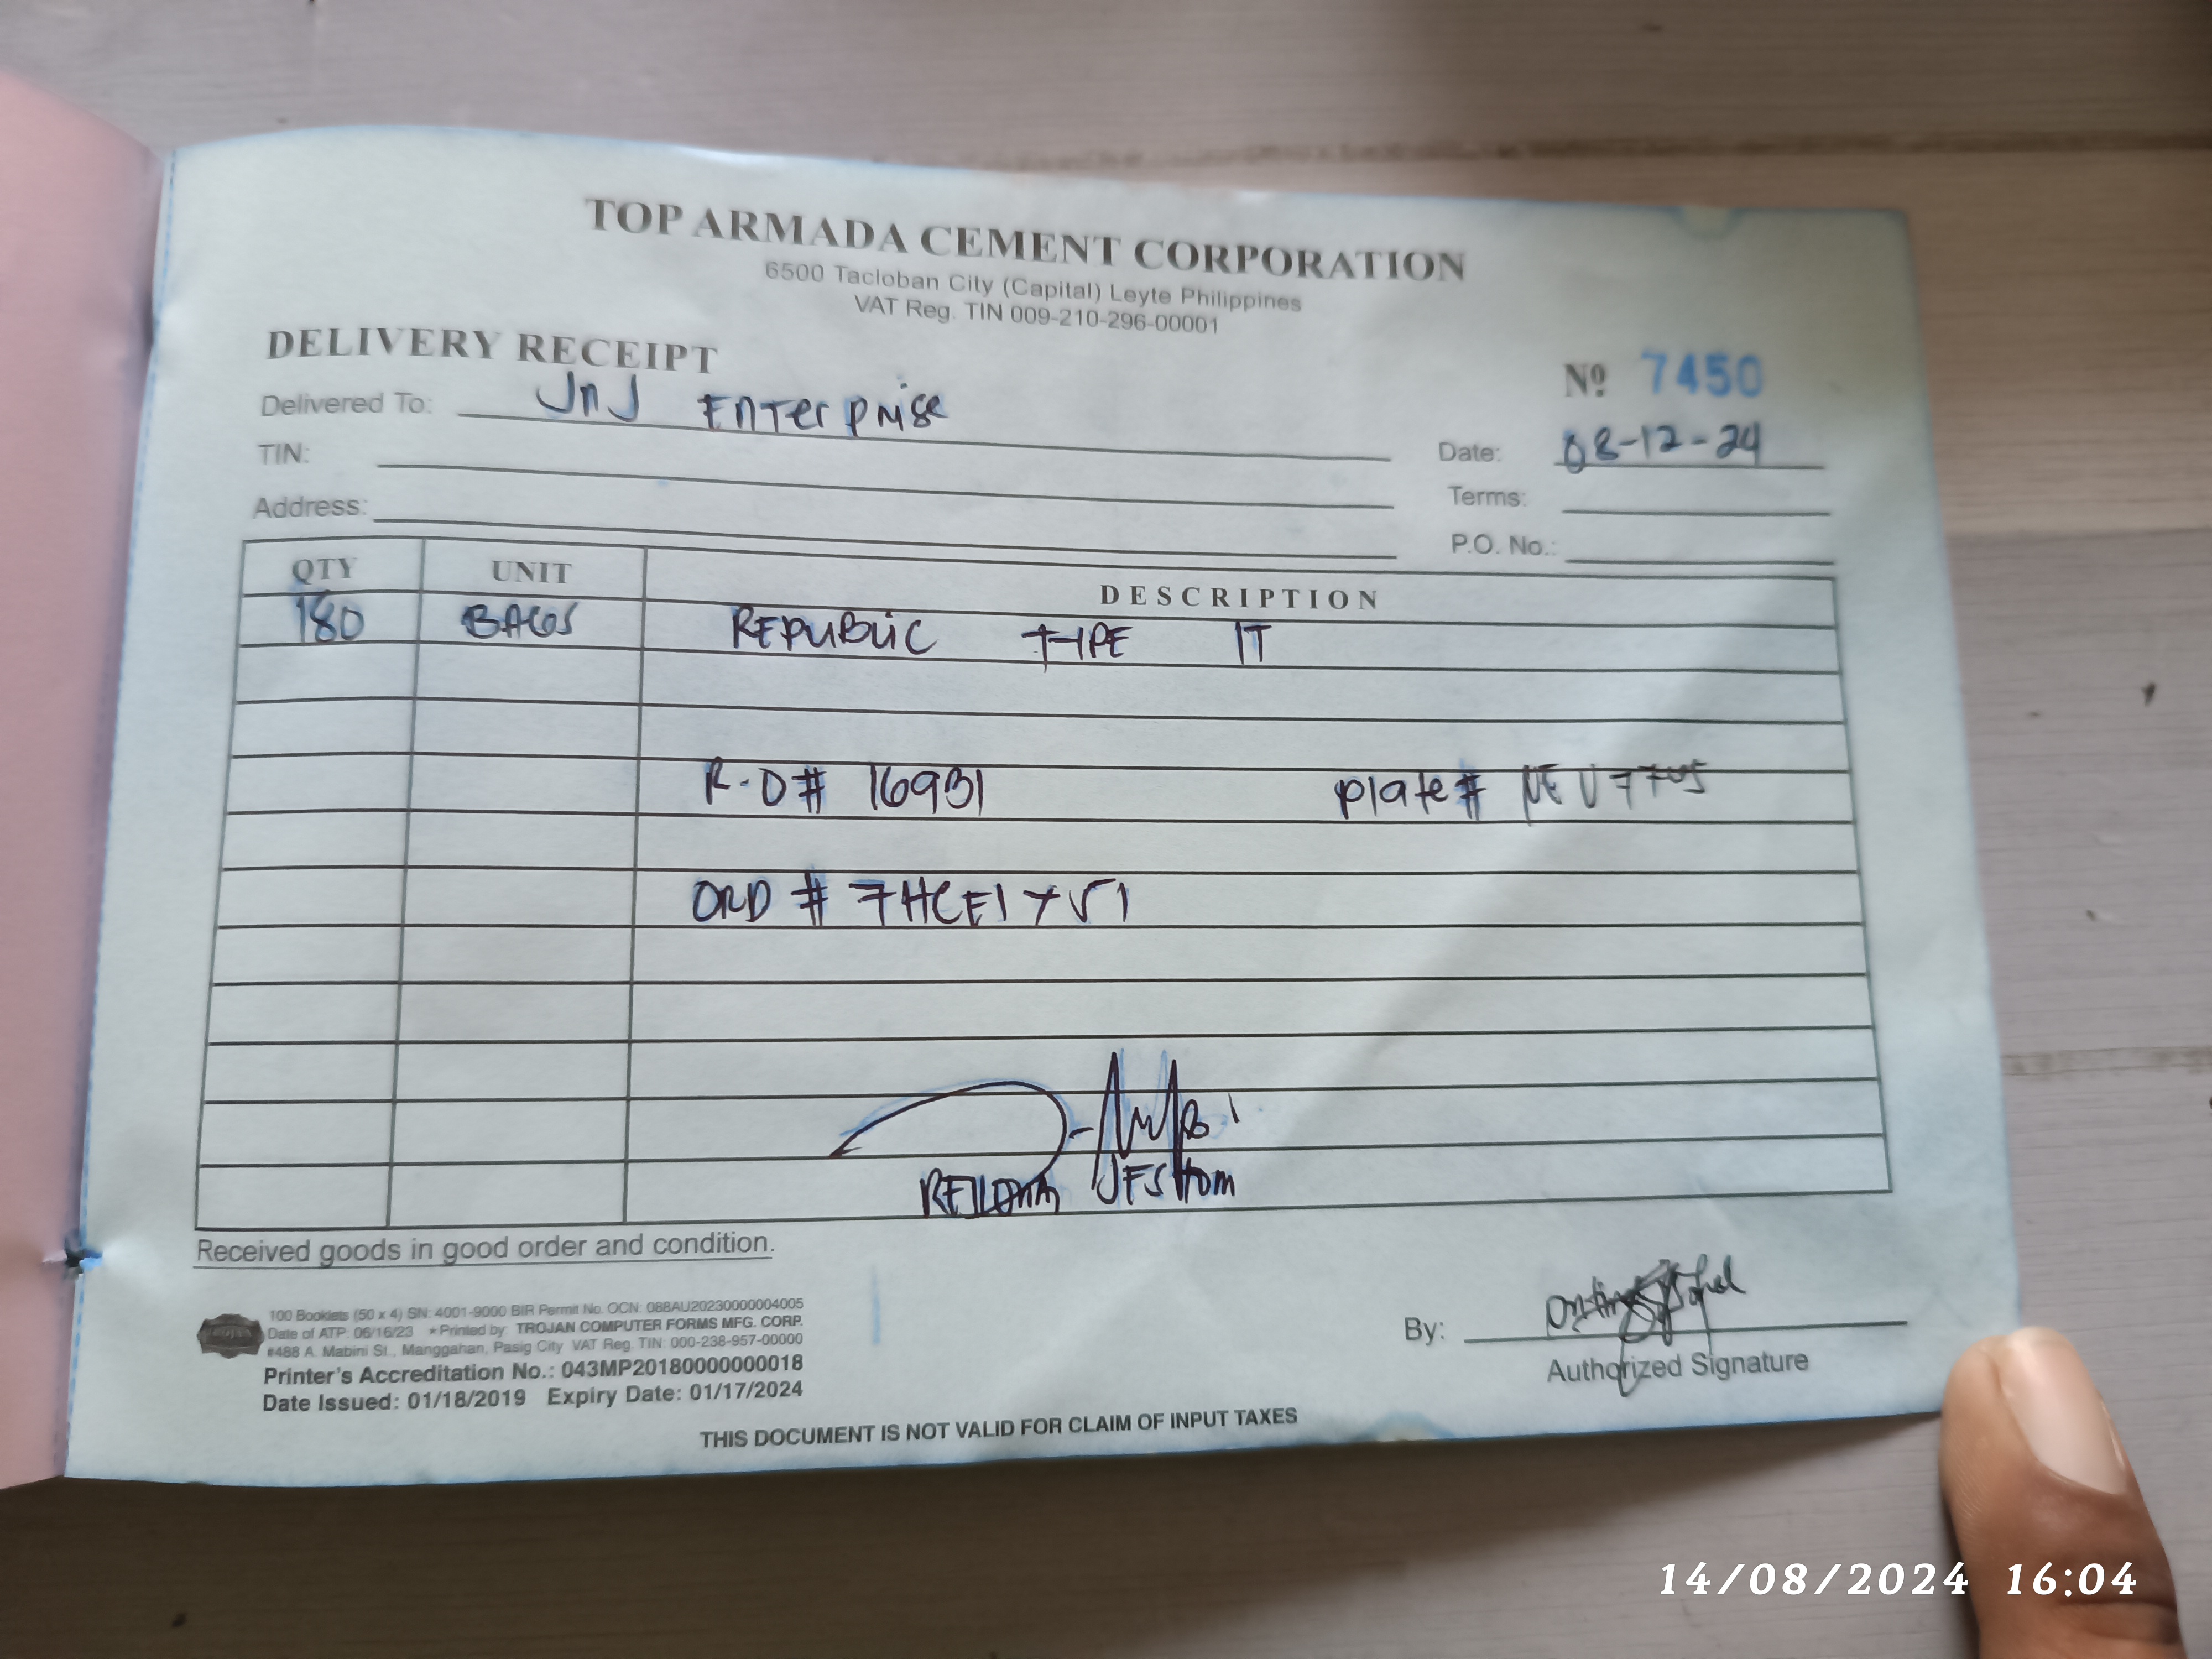 TOP ARMADA CEMENT CORPORATION
6500 Tacloban City (Capital) Leyte Philippines
VAT Reg. TIN 009-210-296-00001
DELIVERY RECEIPT
Nº 7450
Delivered To: JnJ Enterprise
Date: 08-12-24
TIN:
Terms:
Address:
P.O. No.:
QTY UNIT DESCRIPTION
180 BAGS REPUBLIC TYPE 1T
R-O# 16931 Plate#
ORD # 7HCE1YV1
Received goods in good order and condition.
100 Booklets (50 x 4) SN: 4001-9000 BIR Permit No. OCN: 088AU20230000004005
Date of ATP: 06/16/23 *Printed by: TROJAN COMPUTER FORMS MFG. CORP.
#488 A. Mabini St., Manggahan, Pasig City VAT Reg. TIN: 000-238-957-00000
Printer's Accreditation No.: 043MP20180000000018
Date Issued: 01/18/2019 Expiry Date: 01/17/2024
By:
Authorized Signature
THIS DOCUMENT IS NOT VALID FOR CLAIM OF INPUT TAXES
14/08/2024 16:04